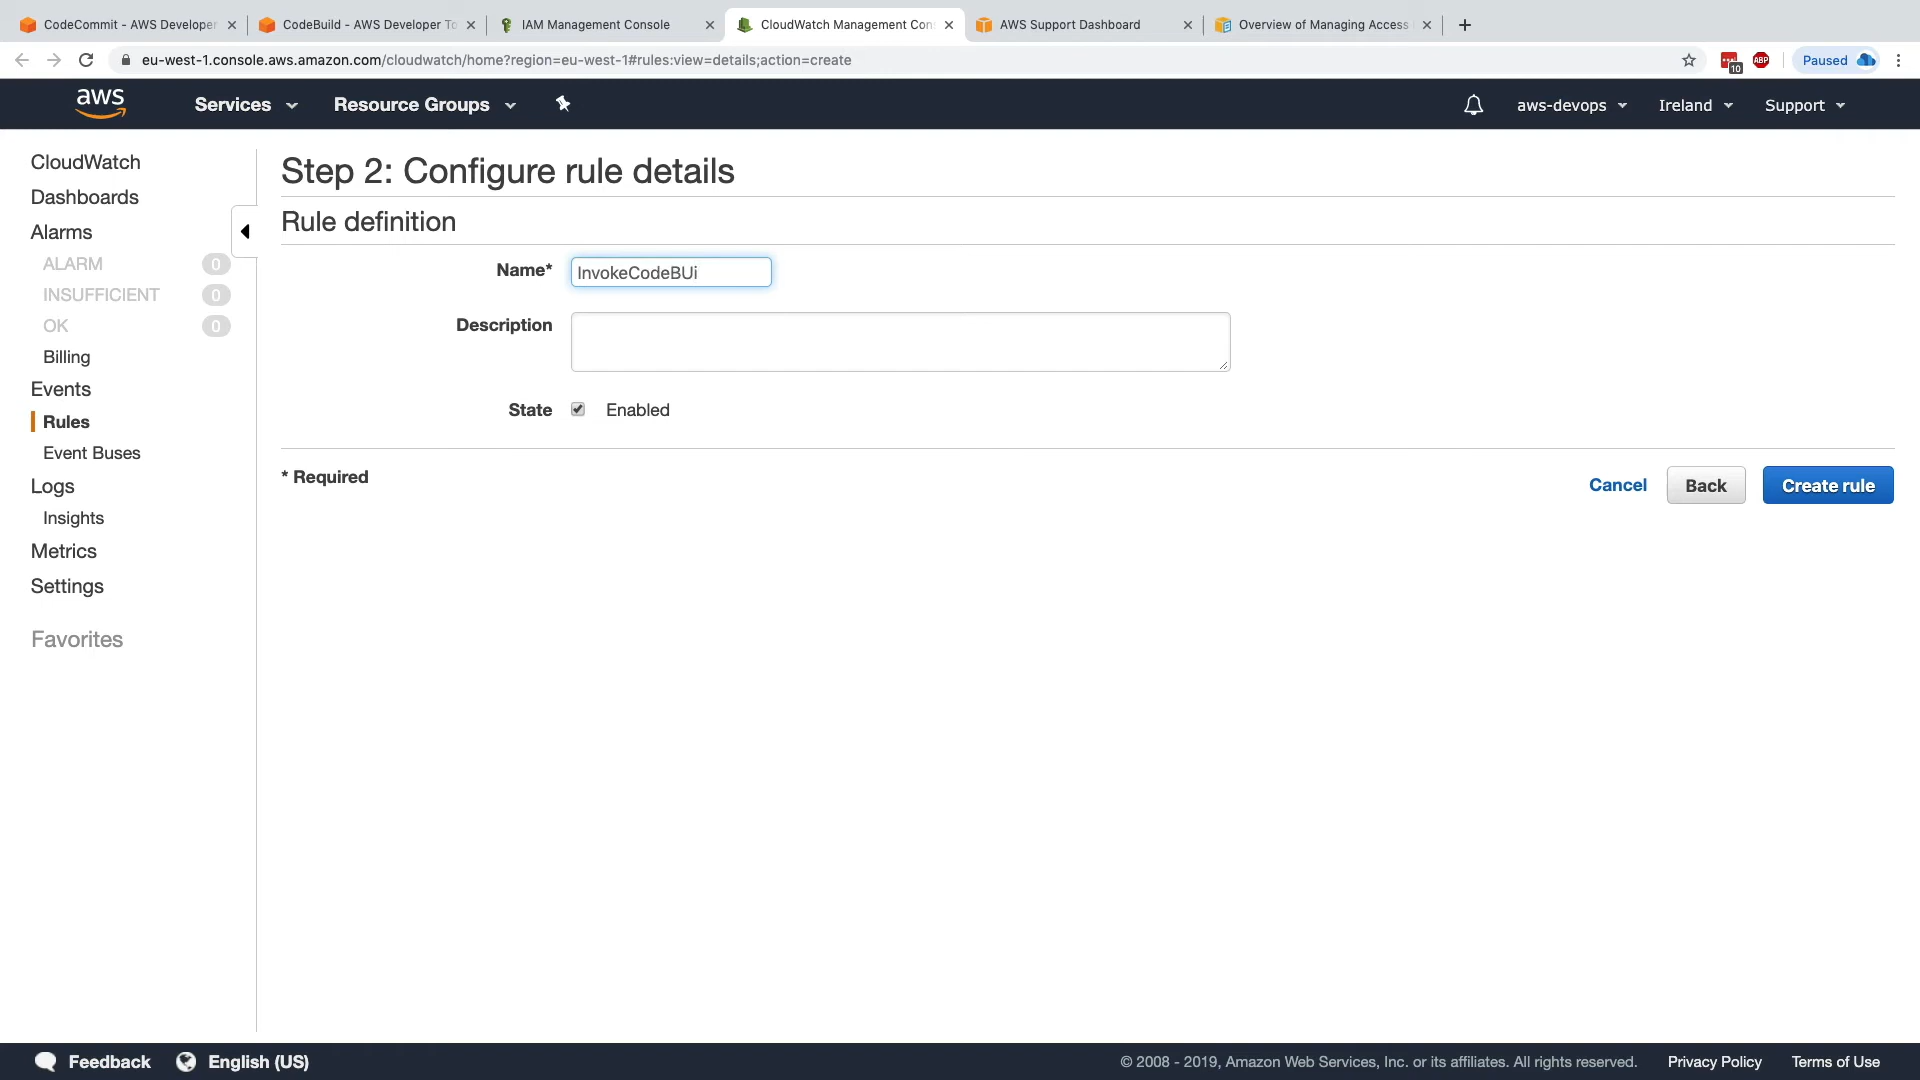 CodeCommit - AWS Developer
CodeBuild - AWS Developer To
IAM Management Console
CloudWatch Management Con
AWS Support Dashboard
Overview of Managing Access
eu-west-1.console.aws.amazon.com/cloudwatch/home?region=eu-west-1#rules:view=details;action=create
10
ABP
Paused
aws
Services
Resource Groups
aws-devops
Ireland
Support
CloudWatch
Dashboards
Alarms
ALARM 0
INSUFFICIENT 0
OK 0
Billing
Events
Rules
Event Buses
Logs
Insights
Metrics
Settings
Favorites
Step 2: Configure rule details
Rule definition
Name* InvokeCodeBUi
Description
State Enabled
* Required
Cancel Back Create rule
Feedback English (US)
© 2008 - 2019, Amazon Web Services, Inc. or its affiliates. All rights reserved. Privacy Policy Terms of Use